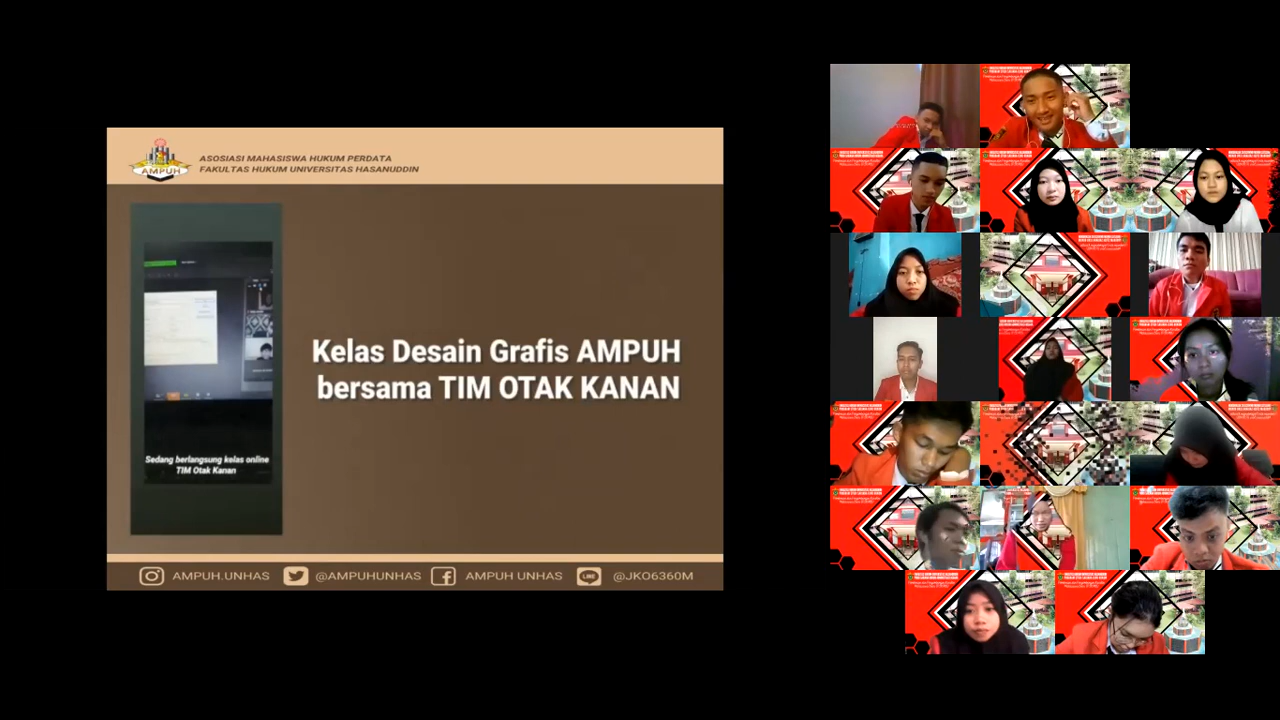 AMPUH
ASOSIASI MAHASISWA HUKUM PERDATA
FAKULTAS HUKUM UNIVERSITAS HASANUDDIN
Kelas Desain Grafis AMPUH
bersama TIM OTAK KANAN
Sedang berlangsung kelas online
TIM Otak Kanan
AMPUH.UNHAS
@AMPUHUNHAS
AMPUH UNHAS
LINE
@JKO6360M